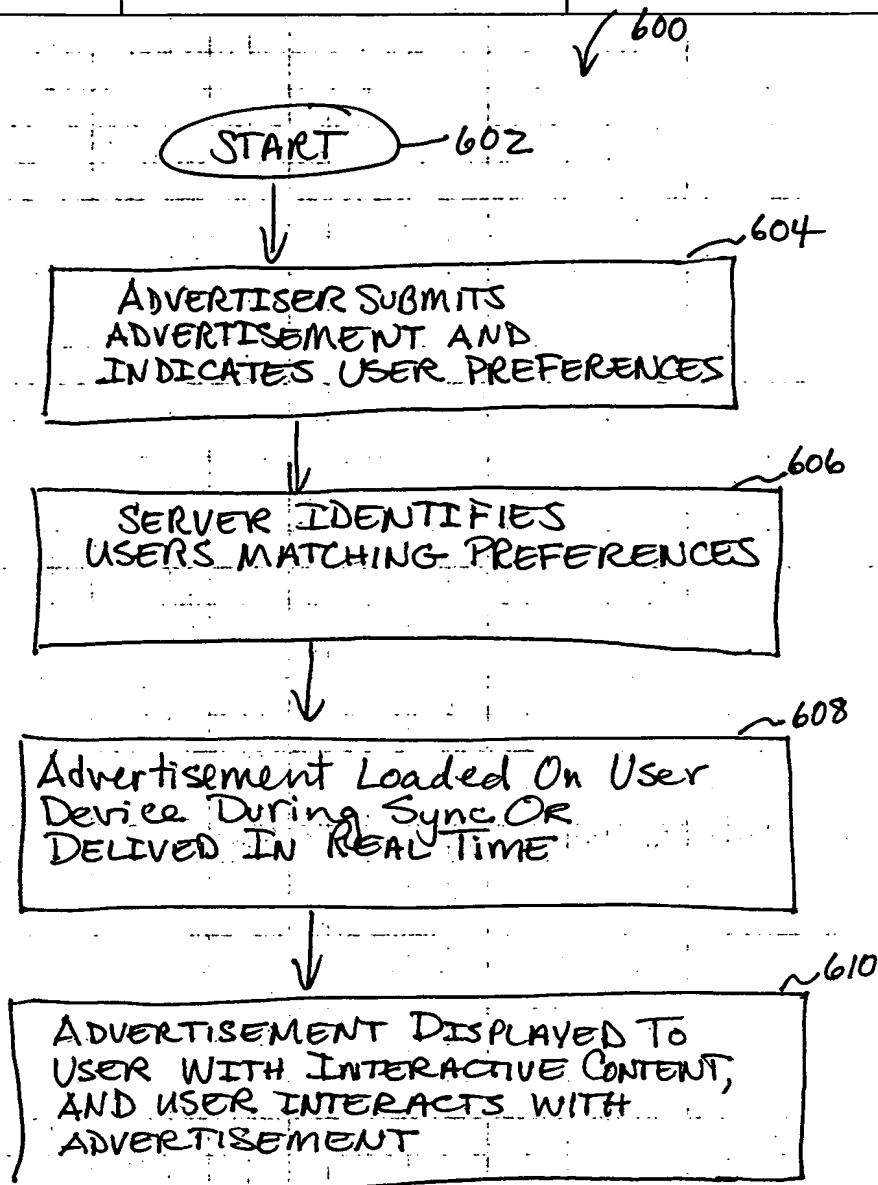 600
START 602
604
ADVERTISER SUBMITS
ADVERTISEMENT AND
INDICATES USER PREFERENCES
606
SERVER IDENTIFIES
USERS MATCHING PREFERENCES
608
Advertisement Loaded On User
Device During Sync OR
DELIVED IN REAL TIME
610
ADVERTISEMENT DISPLAYED TO
USER WITH INTERACTIVE CONTENT,
AND USER INTERACTS WITH
ADVERTISEMENT